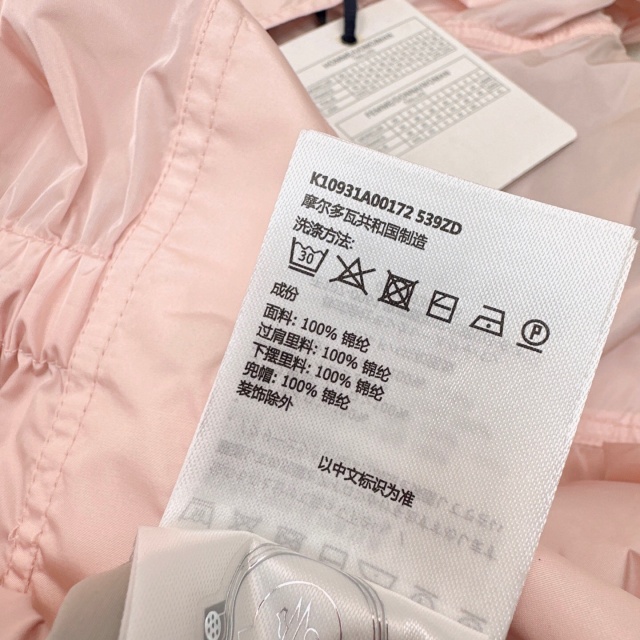 K10931A00172 539ZD
摩尔多瓦共和国制造
洗涤方法:
30
P
成份
面料: 100% 锦纶
过肩里料: 100% 锦纶
下摆里料: 100% 锦纶
兜帽: 100% 锦纶
装饰除外
以中文标识为准